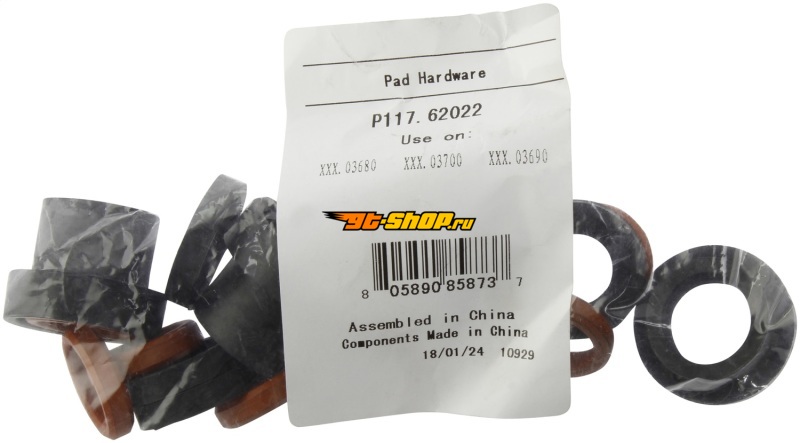 Pad Hardware
P117.62022
Use on:
XXX.03680 XXX.03700 XXX.03690
gt-shop.ru
8 05890 85873 7
Assembled in China
Components Made in China
18/01/24 10929